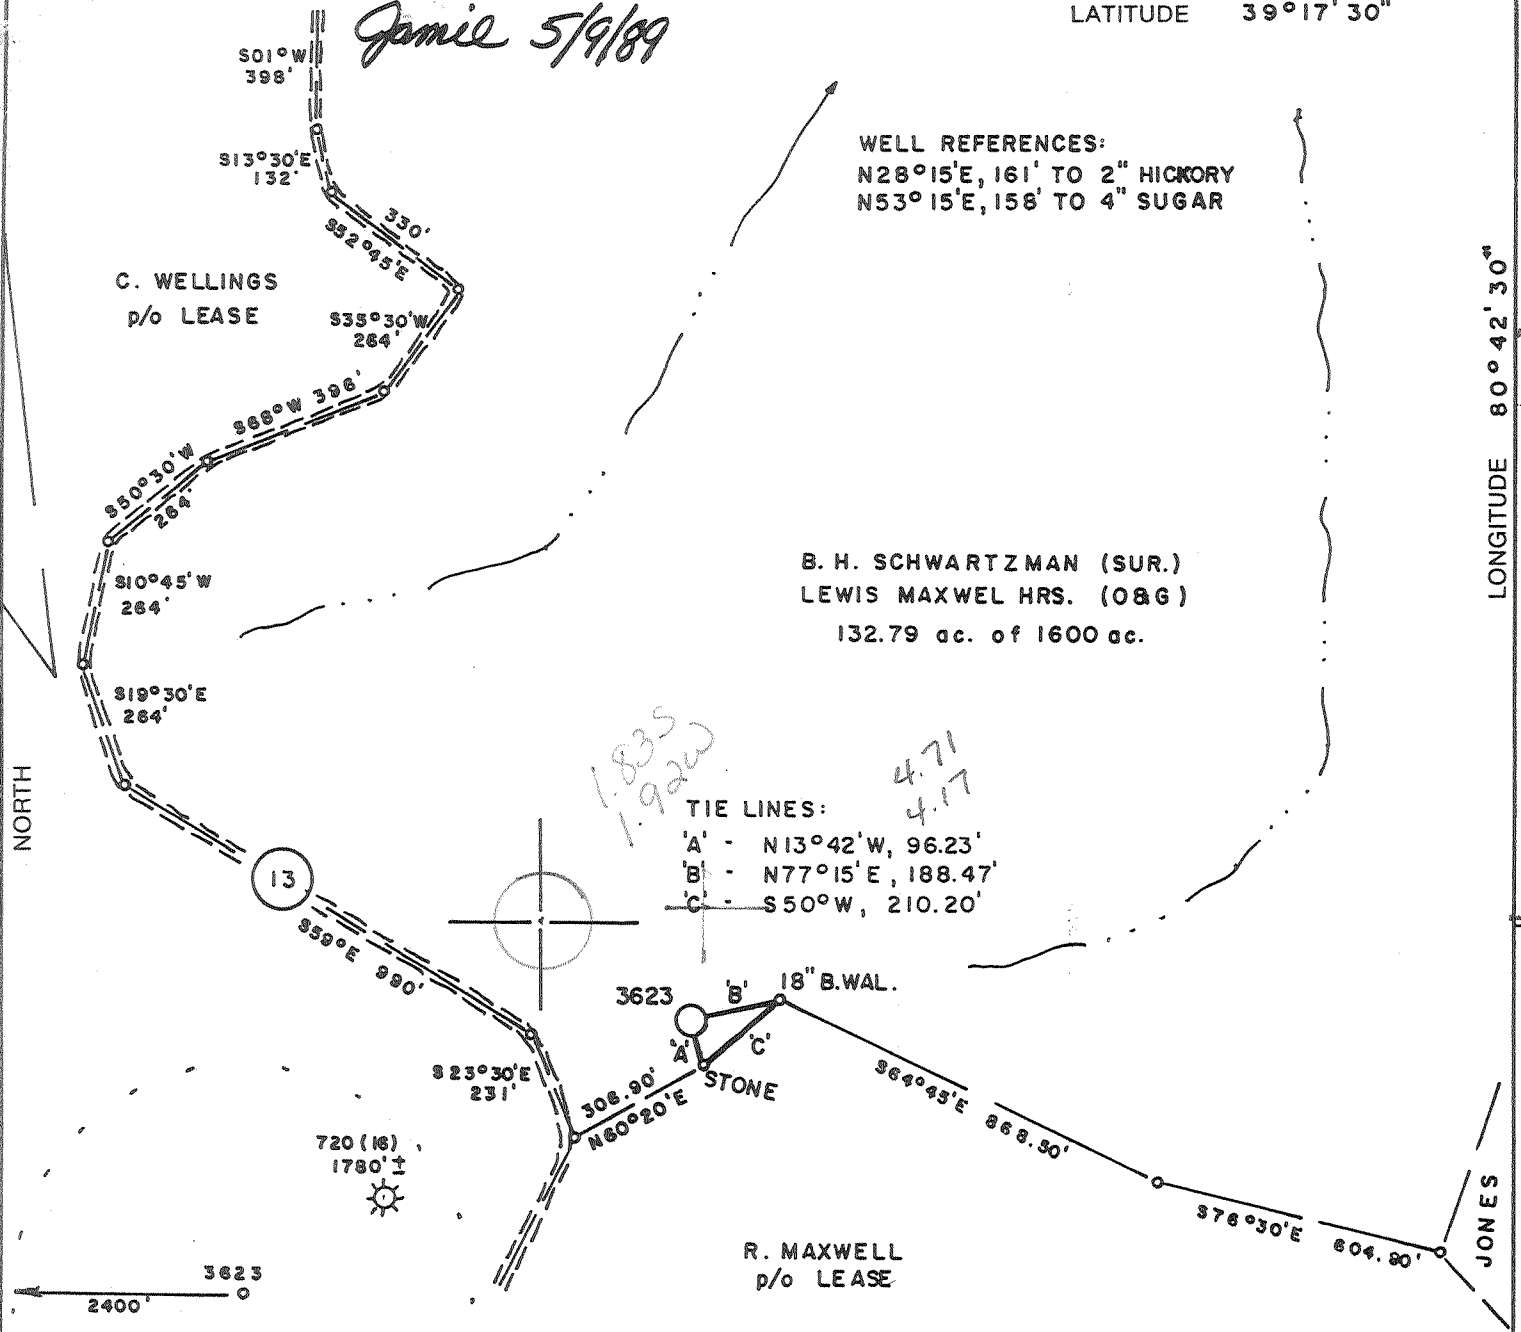 Jamie 5/9/89
LATITUDE 39°17'30"
S01°W
398'
S13°30'E
132'
330'
S52°45'E
WELL REFERENCES:
N28°15'E, 161' TO 2" HICKORY
N53°15'E, 158' TO 4" SUGAR
C. WELLINGS
p/o LEASE
S35°30'W
264'
S68°W 396'
S50°30'W
264'
LONGITUDE 80°42'30"
S10°45'W
264'
B. H. SCHWARTZMAN (SUR.)
LEWIS MAXWEL HRS. (O&G)
132.79 ac. of 1600 ac.
S19°30'E
264'
NORTH
1.83S
1.92W
4.71
4.17
TIE LINES:
'A' - N13°42'W, 96.23'
'B' - N77°15'E, 188.47'
'C' - S50°W, 210.20'
13
S59°E 990'
3623
'B'
18" B.WAL.
'A'
'C'
STONE
S23°30'E
231'
306.90'
N60°20'E
S64°45'E 868.50'
720(16)
1780'±
S76°30'E 604.90'
JONES
R. MAXWELL
p/o LEASE
3623
2400'